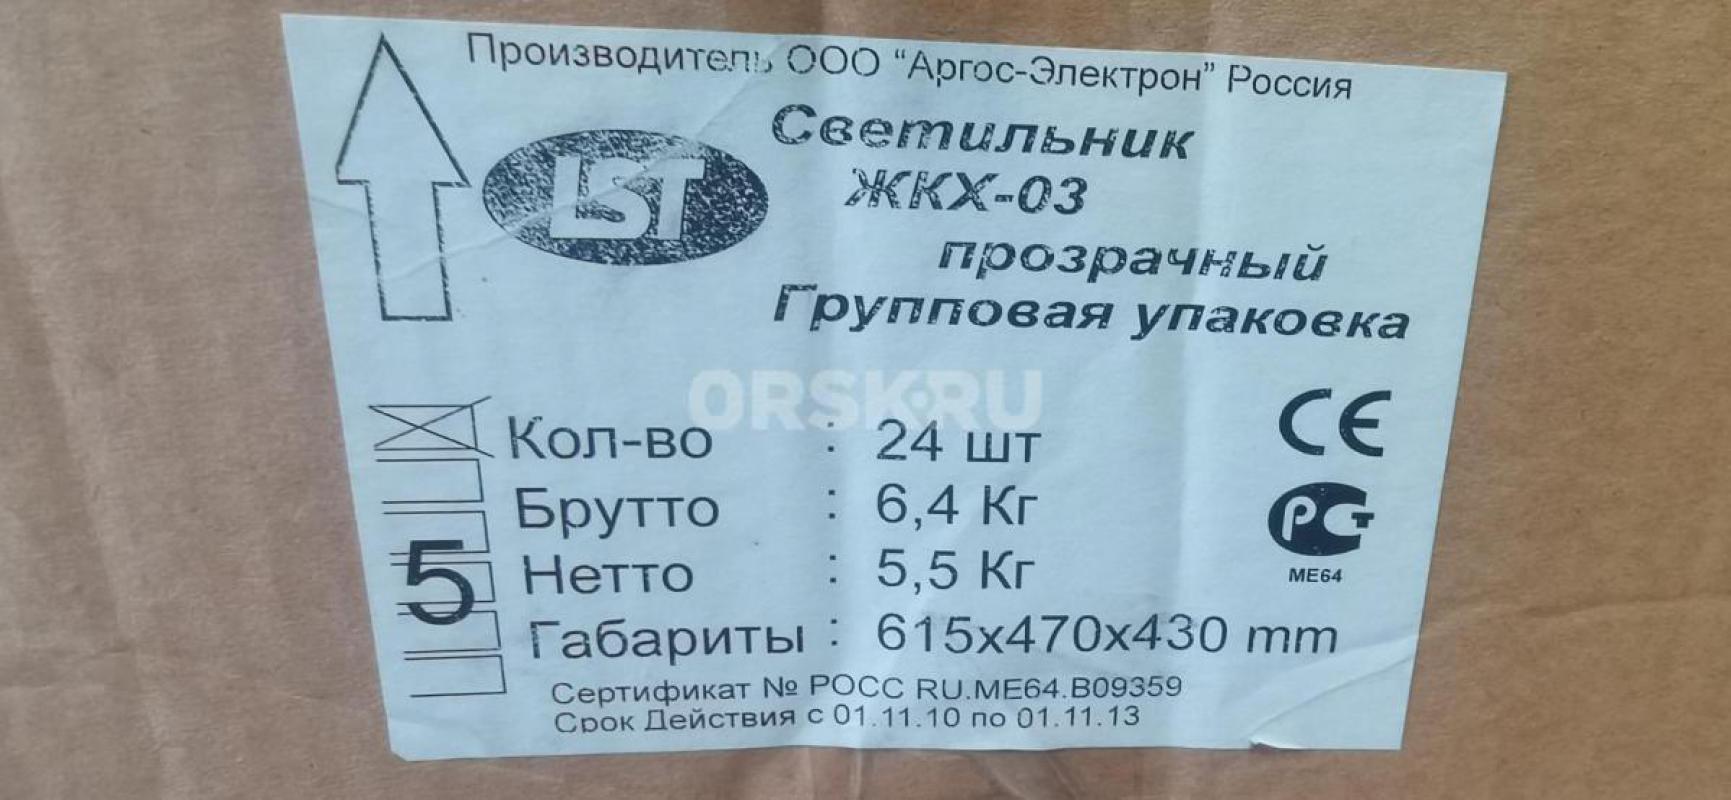 Производитель ООО “Аргос-Электрон” Россия
LST
Светильник
ЖКХ-03
прозрачный
Групповая упаковка
ORSK.RU
Кол-во : 24 шт
Брутто : 6,4 Кг
Нетто : 5,5 Кг
Габариты : 615х470х430 mm
5
CE
РСТ
МЕ64
Сертификат № РОСС RU.МЕ64.В09359
Срок Действия с 01.11.10 по 01.11.13